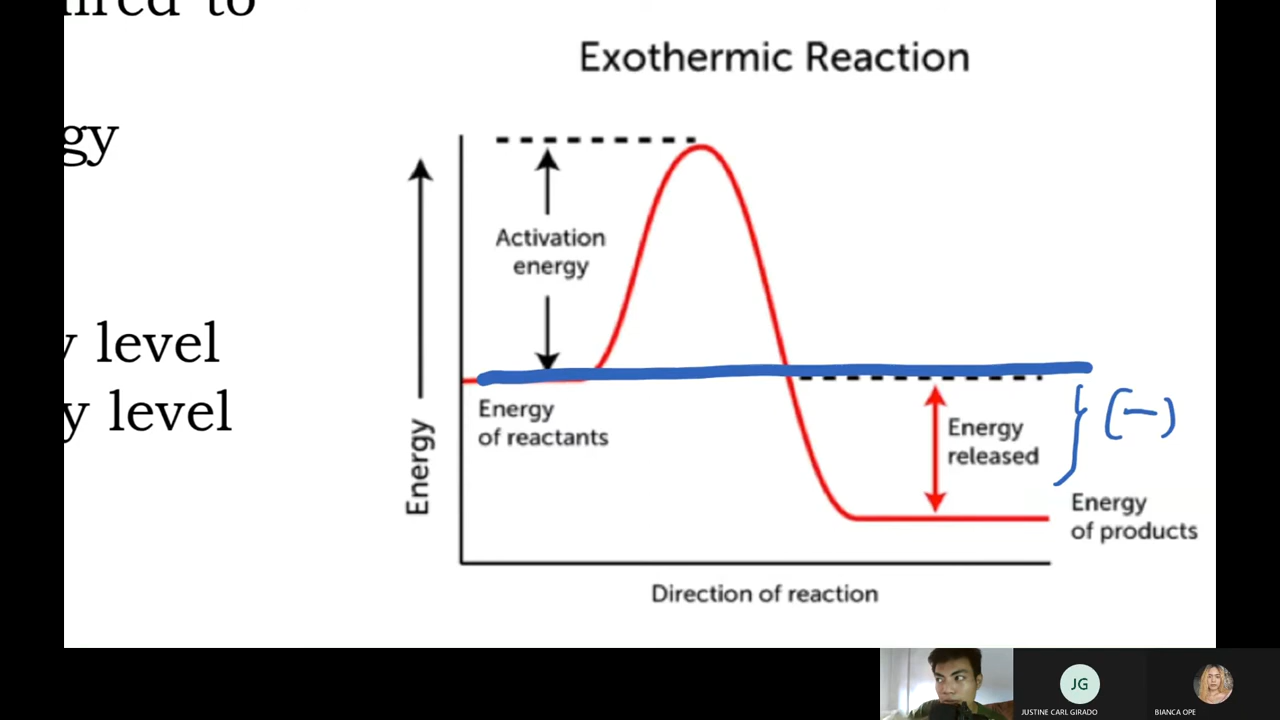 to
Exothermic Reaction
gy
Activation
energy
level
level
Energy
of reactants
Energy
released
(-)
Energy
Energy
of products
Direction of reaction
JG
JUSTINE CARL GIRADO
BIANCA OPE